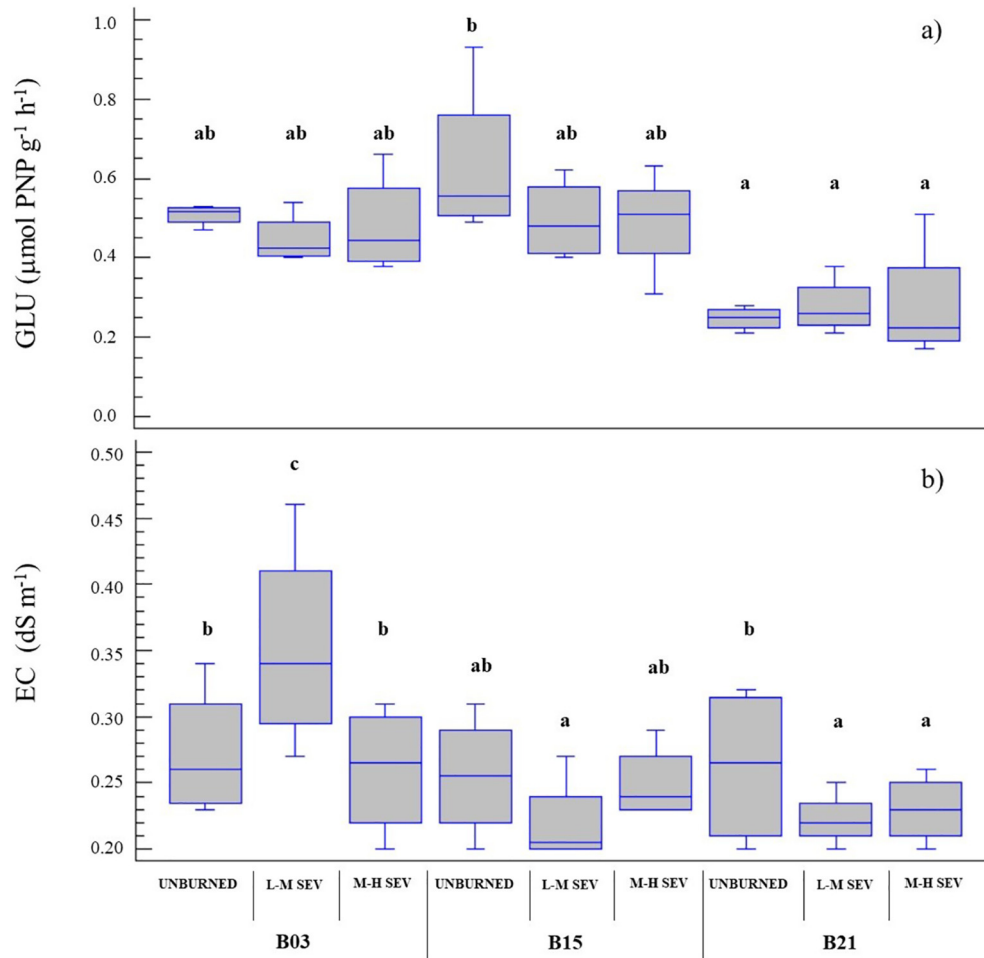 a)
GLU (μmol PNP g⁻¹ h⁻¹)
1.0
0.8
0.6
0.4
0.2
0.0
ab
ab
ab
b
ab
ab
a
a
a
b)
EC (dS m⁻¹)
0.50
0.45
0.40
0.35
0.30
0.25
0.20
b
c
b
ab
a
ab
b
a
a
UNBURNED L-M SEV M-H SEV UNBURNED L-M SEV M-H SEV UNBURNED L-M SEV M-H SEV
B03 B15 B21